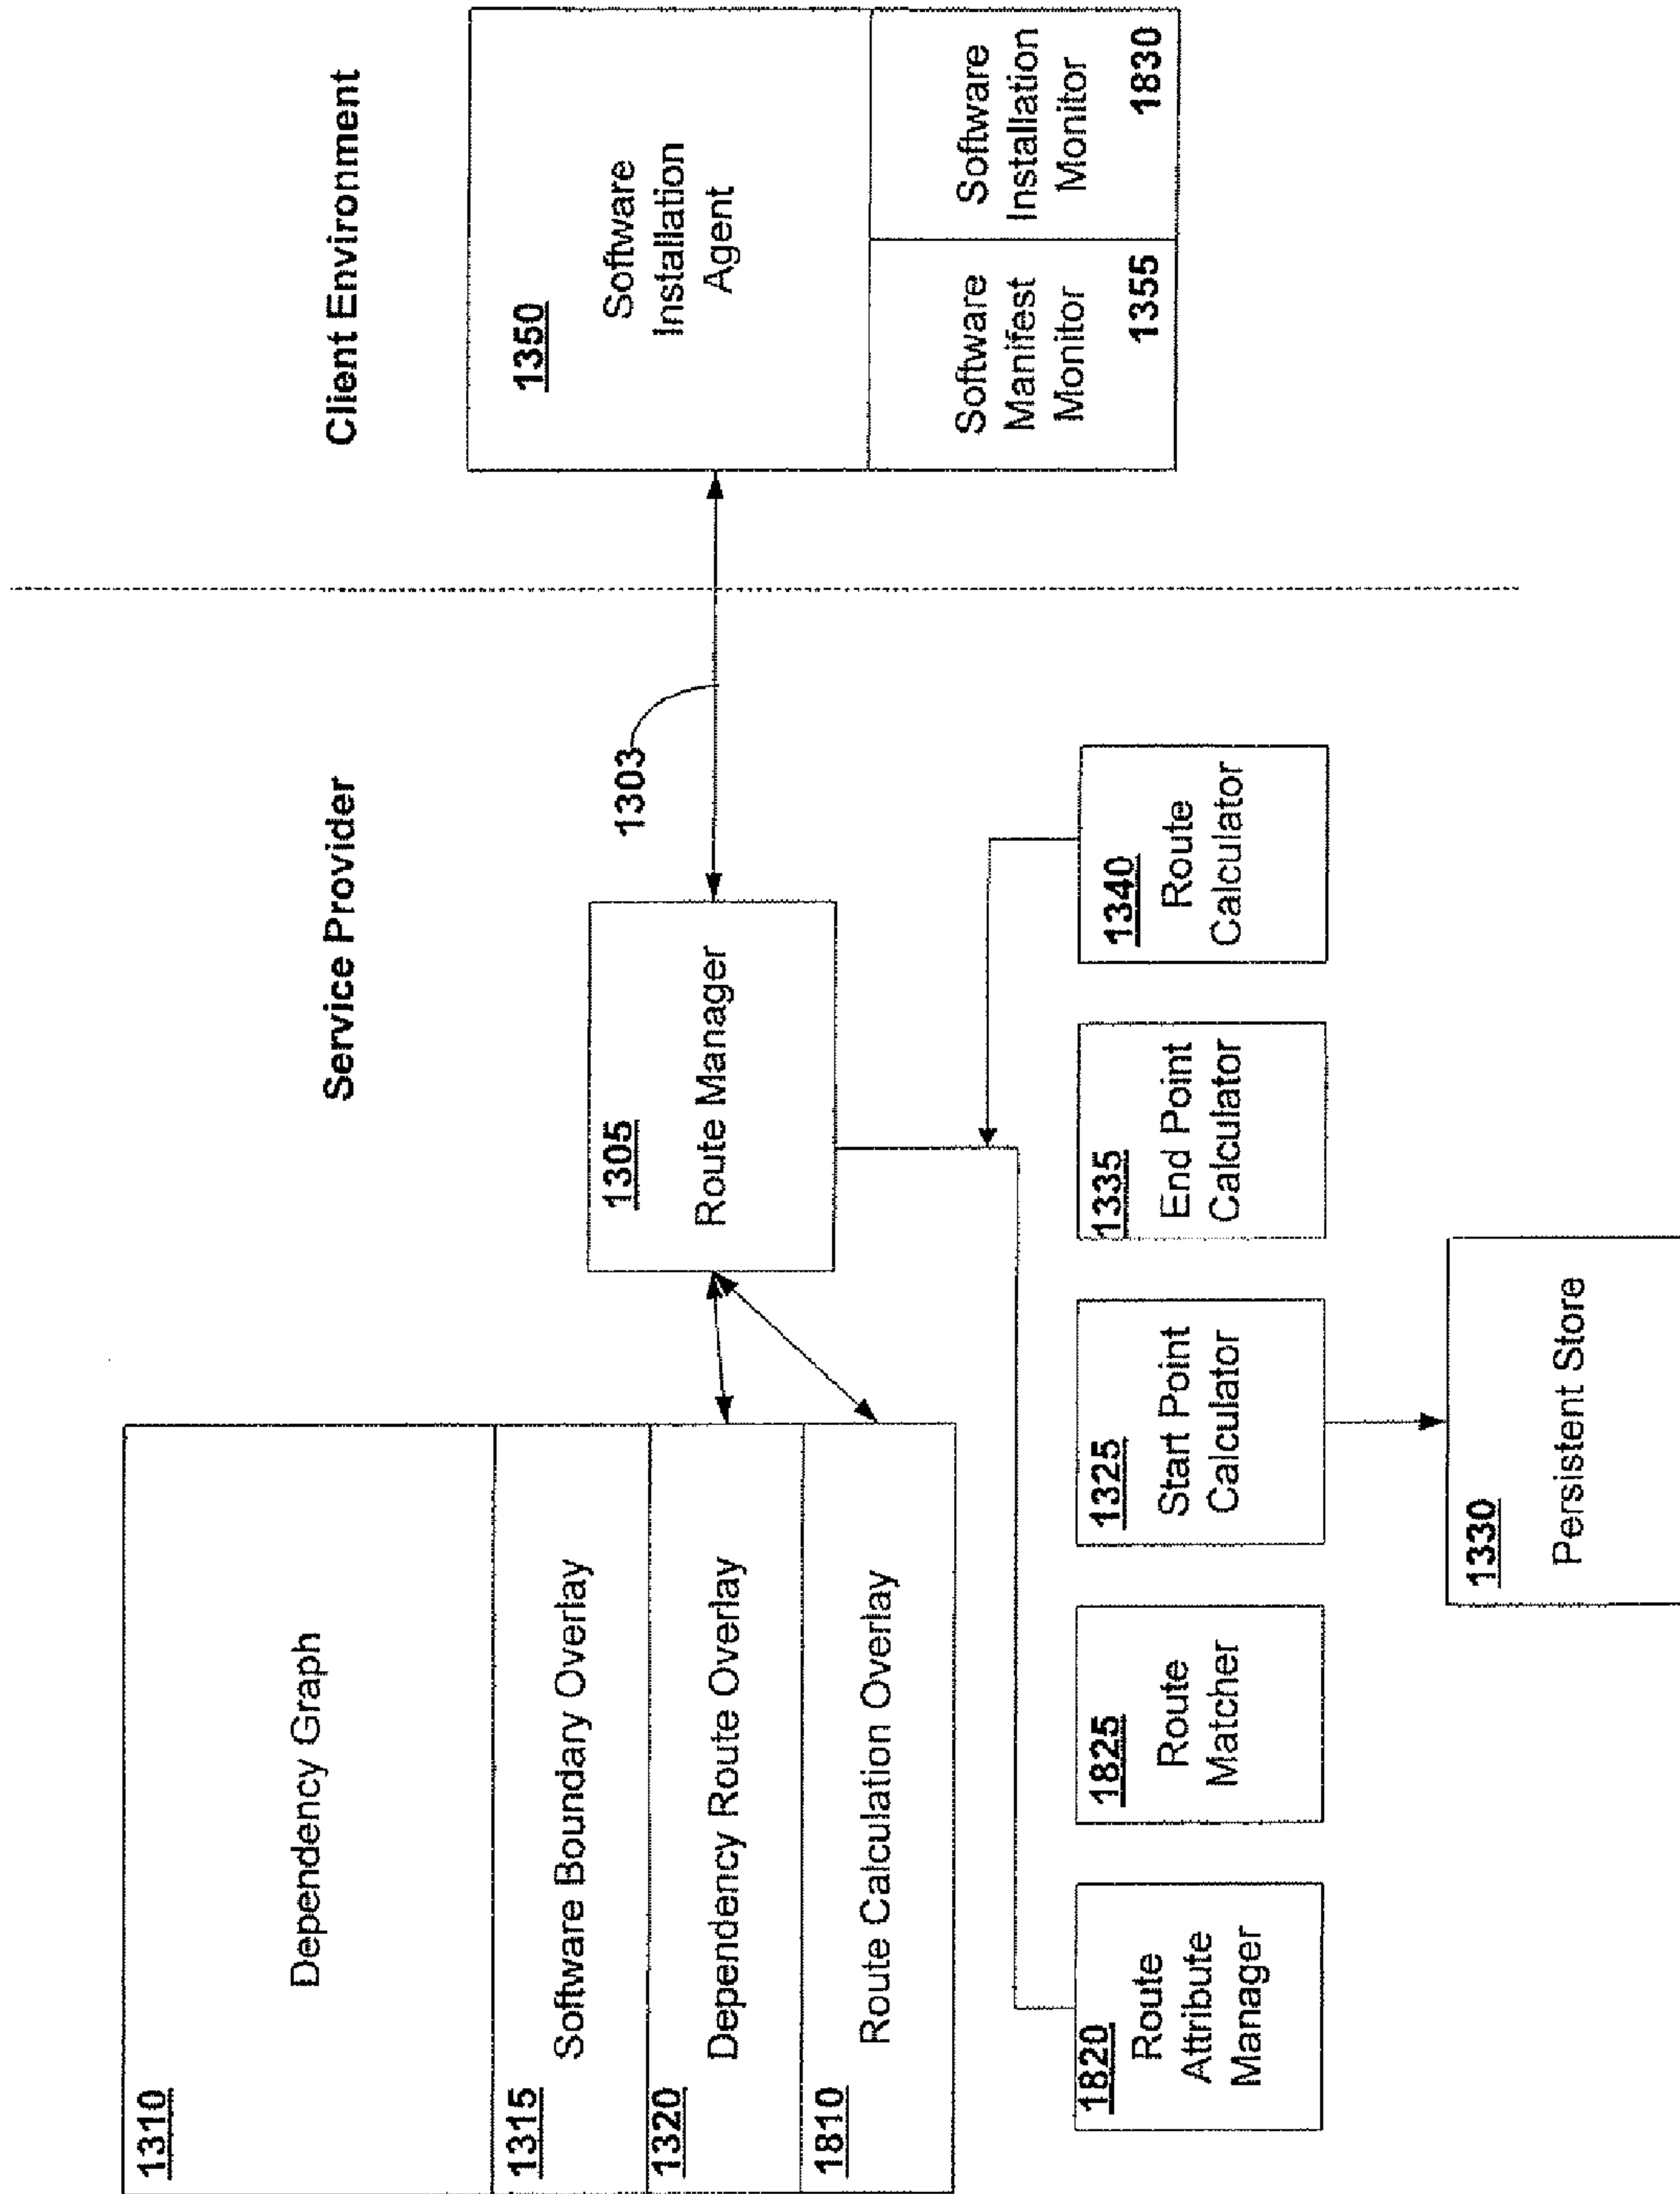 Service Provider
Client Environment
1310
Dependency Graph
1315
Software Boundary Overlay
1320
Dependency Route Overlay
1810
Route Calculation Overlay
1305
Route Manager
1303
1350
Software
Installation
Agent
Software
Manifest
Monitor
1355
Software
Installation
Monitor
1830
1820
Route
Attribute
Manager
1825
Route
Matcher
1325
Start Point
Calculator
1335
End Point
Calculator
1340
Route
Calculator
1330
Persistent Store